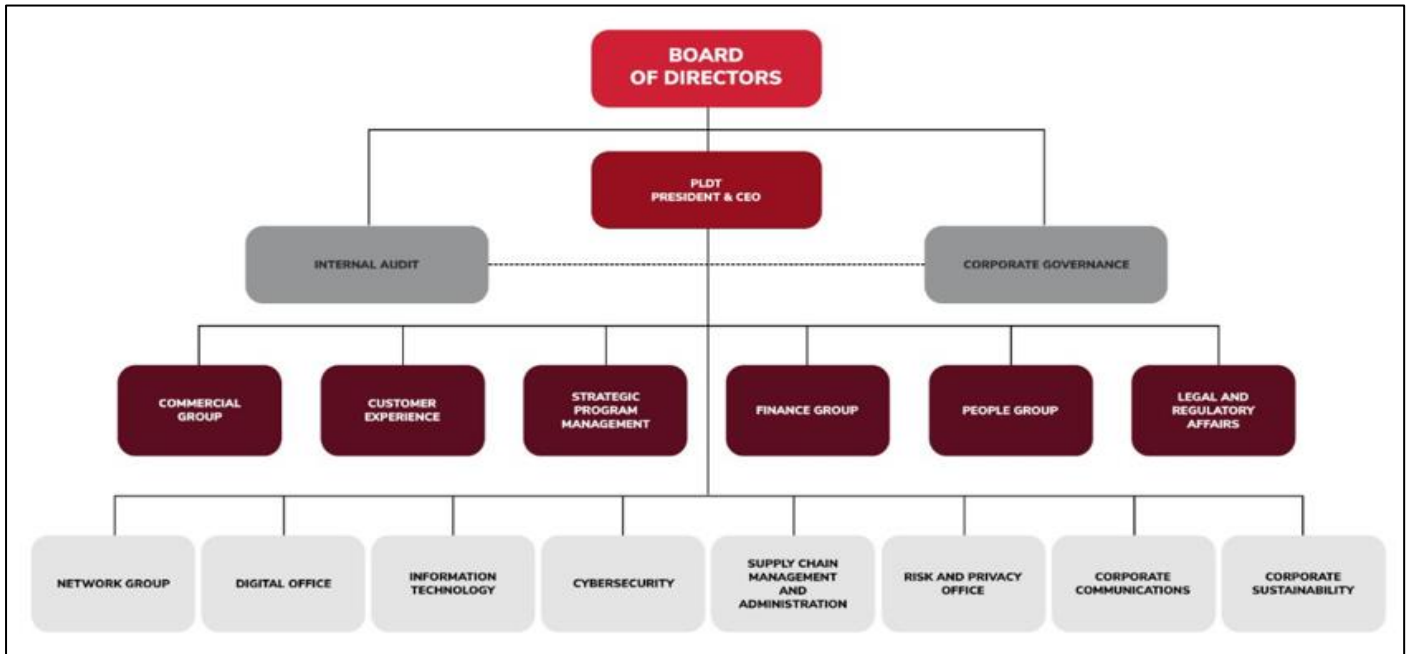 BOARD
OF DIRECTORS
PLDT
PRESIDENT & CEO
INTERNAL AUDIT
CORPORATE GOVERNANCE
COMMERCIAL
GROUP
CUSTOMER
EXPERIENCE
STRATEGIC
PROGRAM
MANAGEMENT
FINANCE GROUP
PEOPLE GROUP
LEGAL AND
REGULATORY
AFFAIRS
NETWORK GROUP
DIGITAL OFFICE
INFORMATION
TECHNOLOGY
CYBERSECURITY
SUPPLY CHAIN
MANAGEMENT
AND
ADMINISTRATION
RISK AND PRIVACY
OFFICE
CORPORATE
COMMUNICATIONS
CORPORATE
SUSTAINABILITY